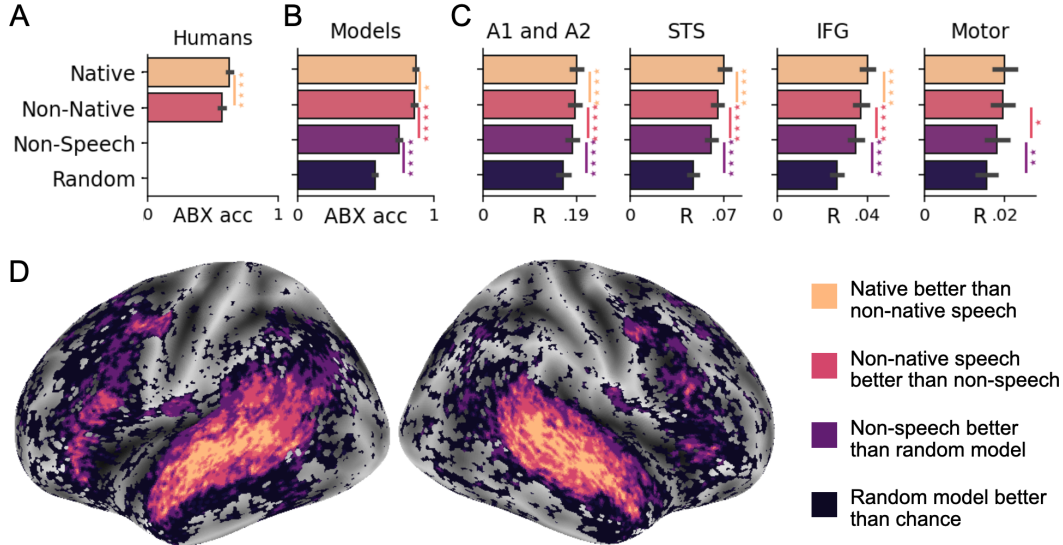 A
Humans
Native
Non-Native
Non-Speech
Random
0
ABX acc
1
B
Models
0
ABX acc
1
C
A1 and A2
0
R
.19
STS
0
R
.07
IFG
0
R
.04
Motor
0
R
.02
D
Native better than
non-native speech
Non-native speech
better than non-speech
Non-speech better
than random model
Random model better
than chance